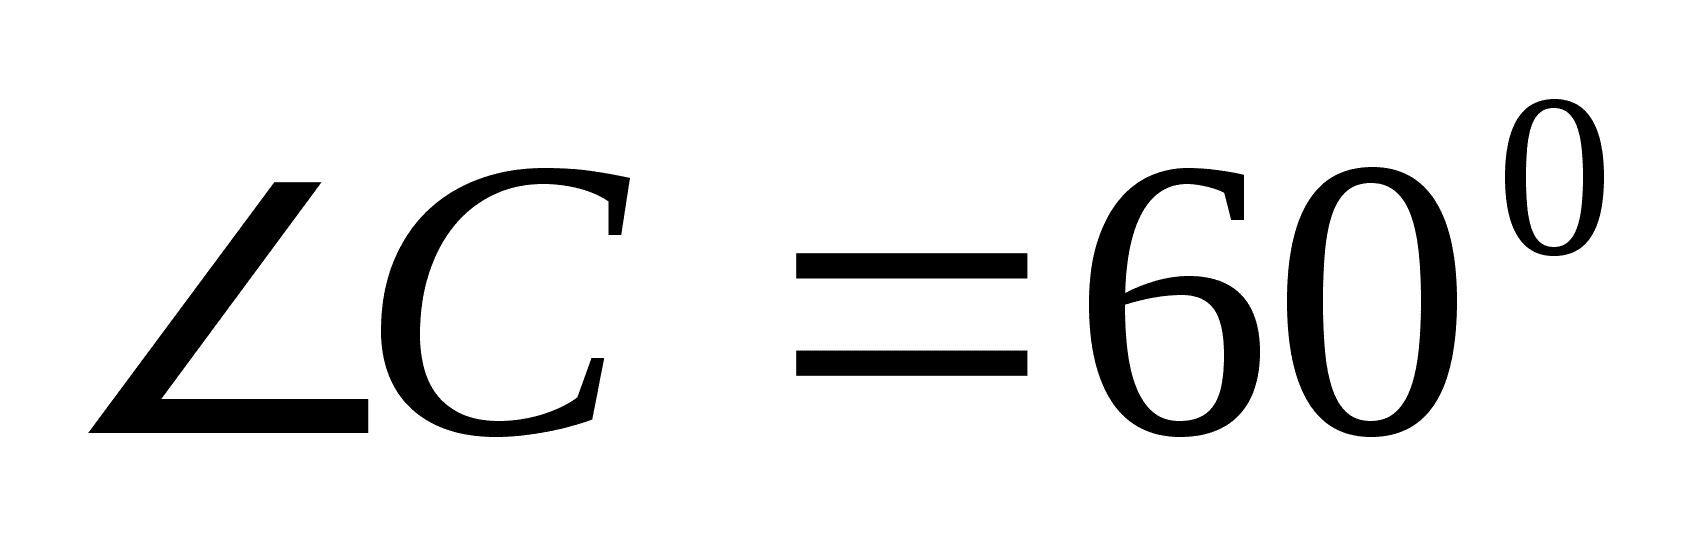 ∠C = 60⁰